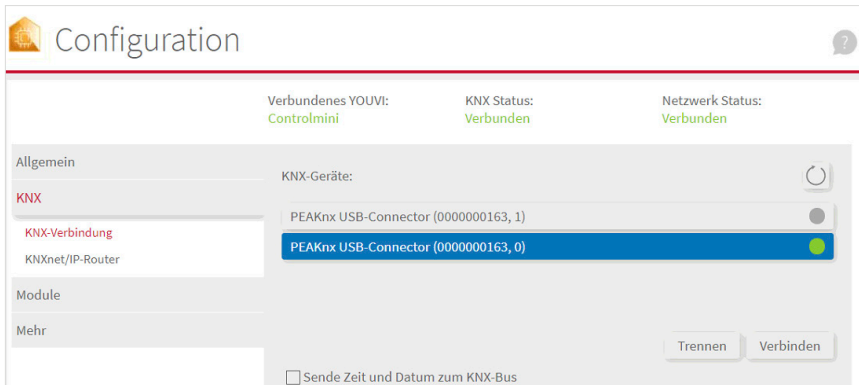 Configuration
?
Verbundenes YOUVI: KNX Status: Netzwerk Status:
Controlmini Verbunden Verbunden
Allgemein
KNX
KNX-Verbindung
KNXnet/IP-Router
Module
Mehr
KNX-Geräte:
PEAKnx USB-Connector (0000000163, 1)
PEAKnx USB-Connector (0000000163, 0)
Trennen Verbinden
Sende Zeit und Datum zum KNX-Bus